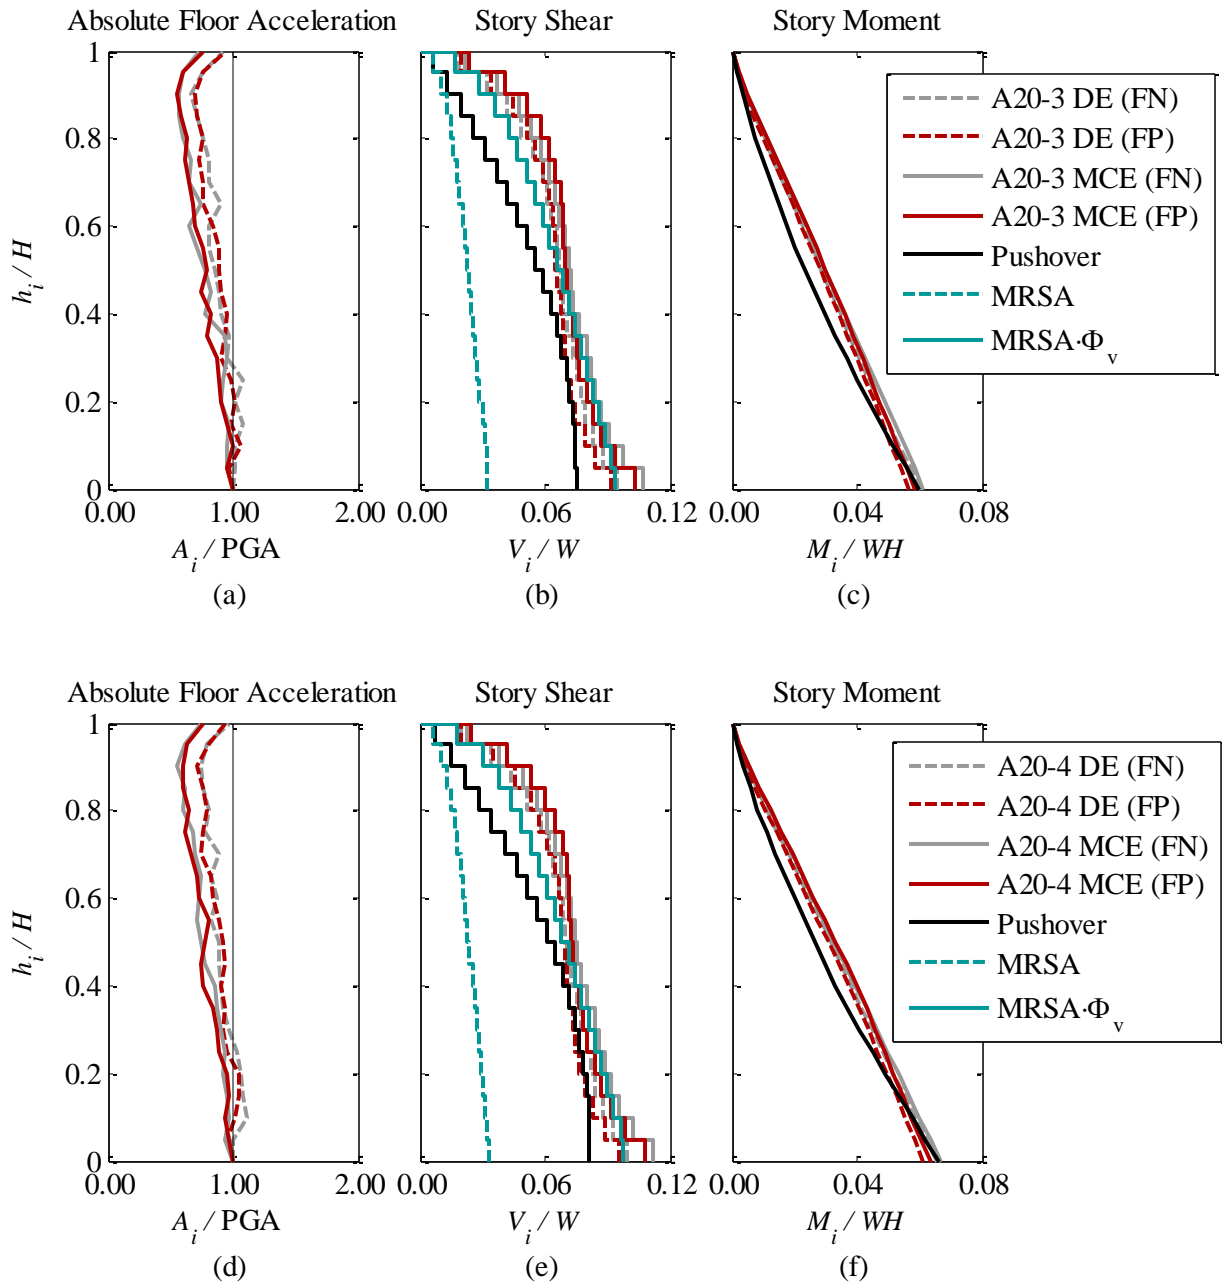 Absolute Floor Acceleration
Story Shear
Story Moment
1
0.8
0.6
0.4
0.2
0
h_i / H
0.00 1.00 2.00
0.00 0.06 0.12
0.00 0.04 0.08
A_i / PGA
V_i / W
M_i / WH
(a)
(b)
(c)
A20-3 DE (FN)
A20-3 DE (FP)
A20-3 MCE (FN)
A20-3 MCE (FP)
Pushover
MRSA
MRSA·Φ_v
Absolute Floor Acceleration
Story Shear
Story Moment
1
0.8
0.6
0.4
0.2
0
h_i / H
0.00 1.00 2.00
0.00 0.06 0.12
0.00 0.04 0.08
A_i / PGA
V_i / W
M_i / WH
(d)
(e)
(f)
A20-4 DE (FN)
A20-4 DE (FP)
A20-4 MCE (FN)
A20-4 MCE (FP)
Pushover
MRSA
MRSA·Φ_v